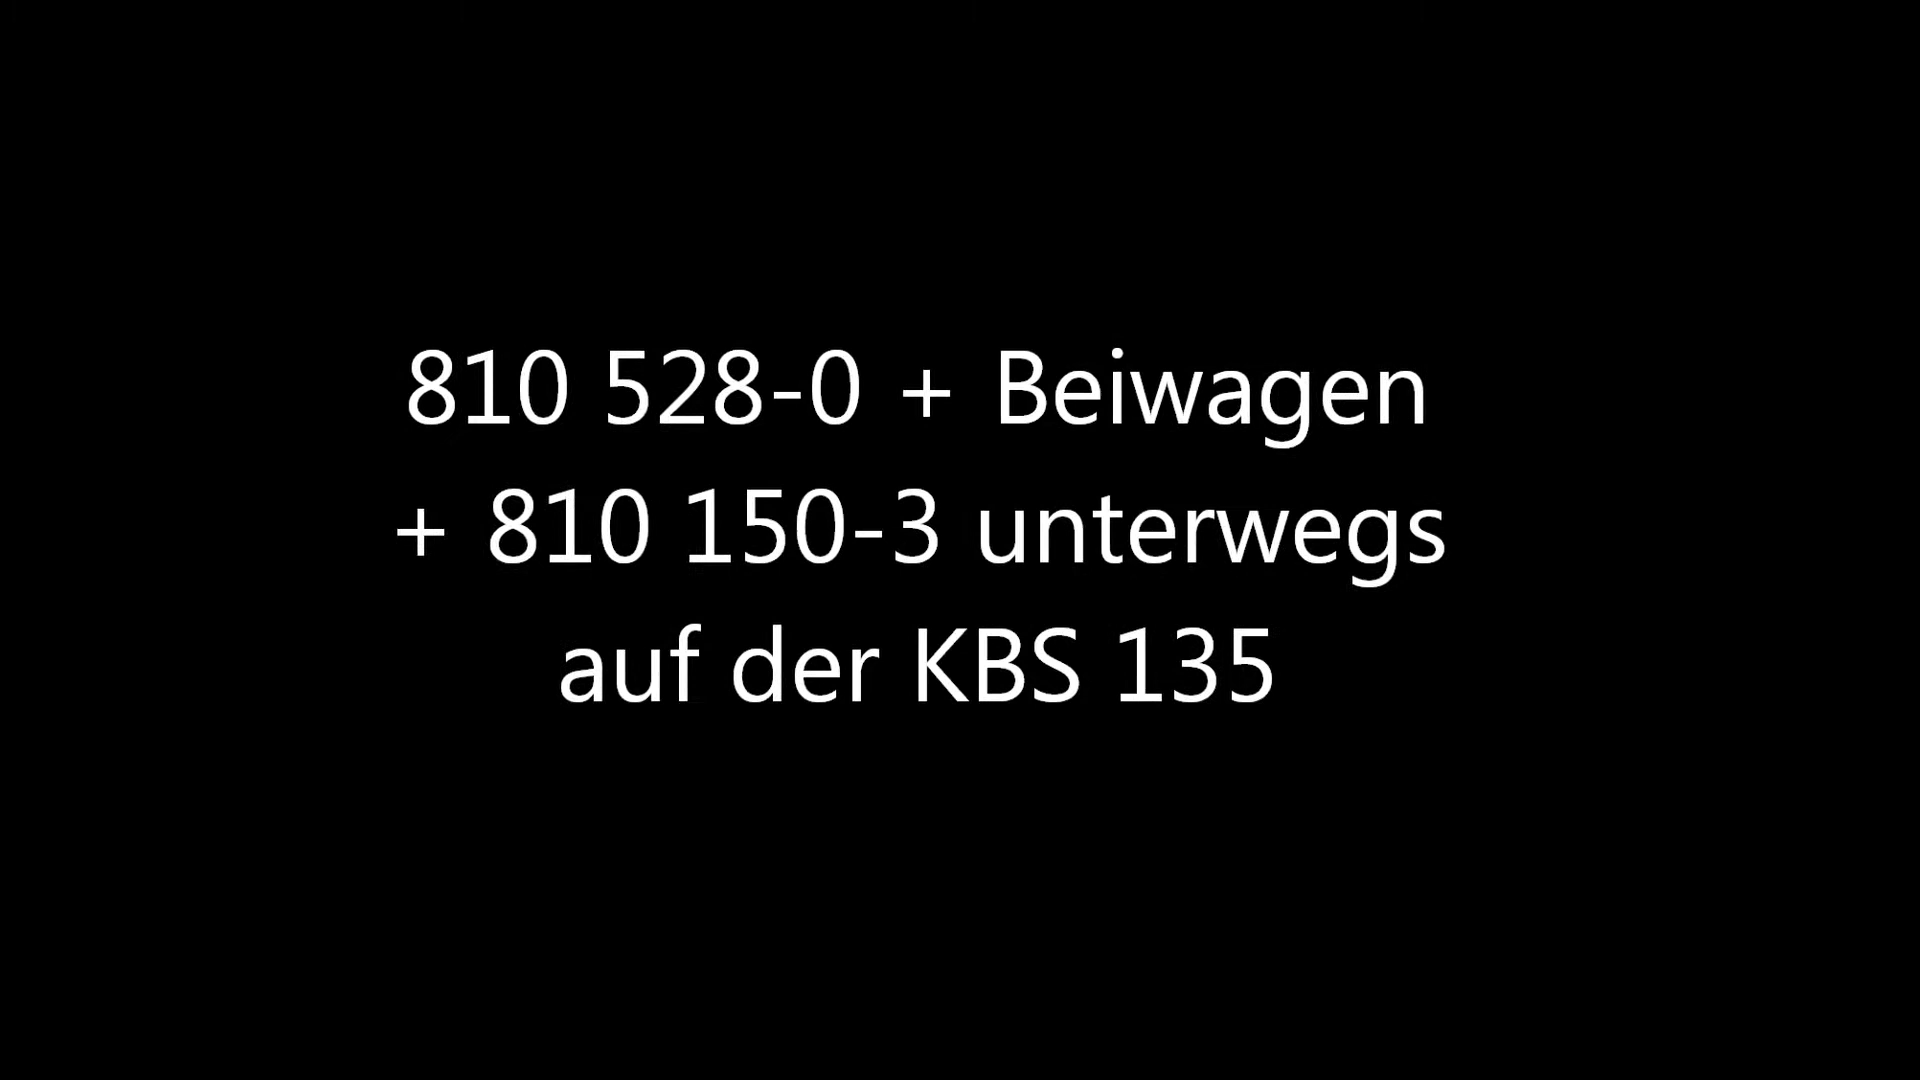 810 528-0 + Beiwagen
+ 810 150-3 unterwegs
auf der KBS 135